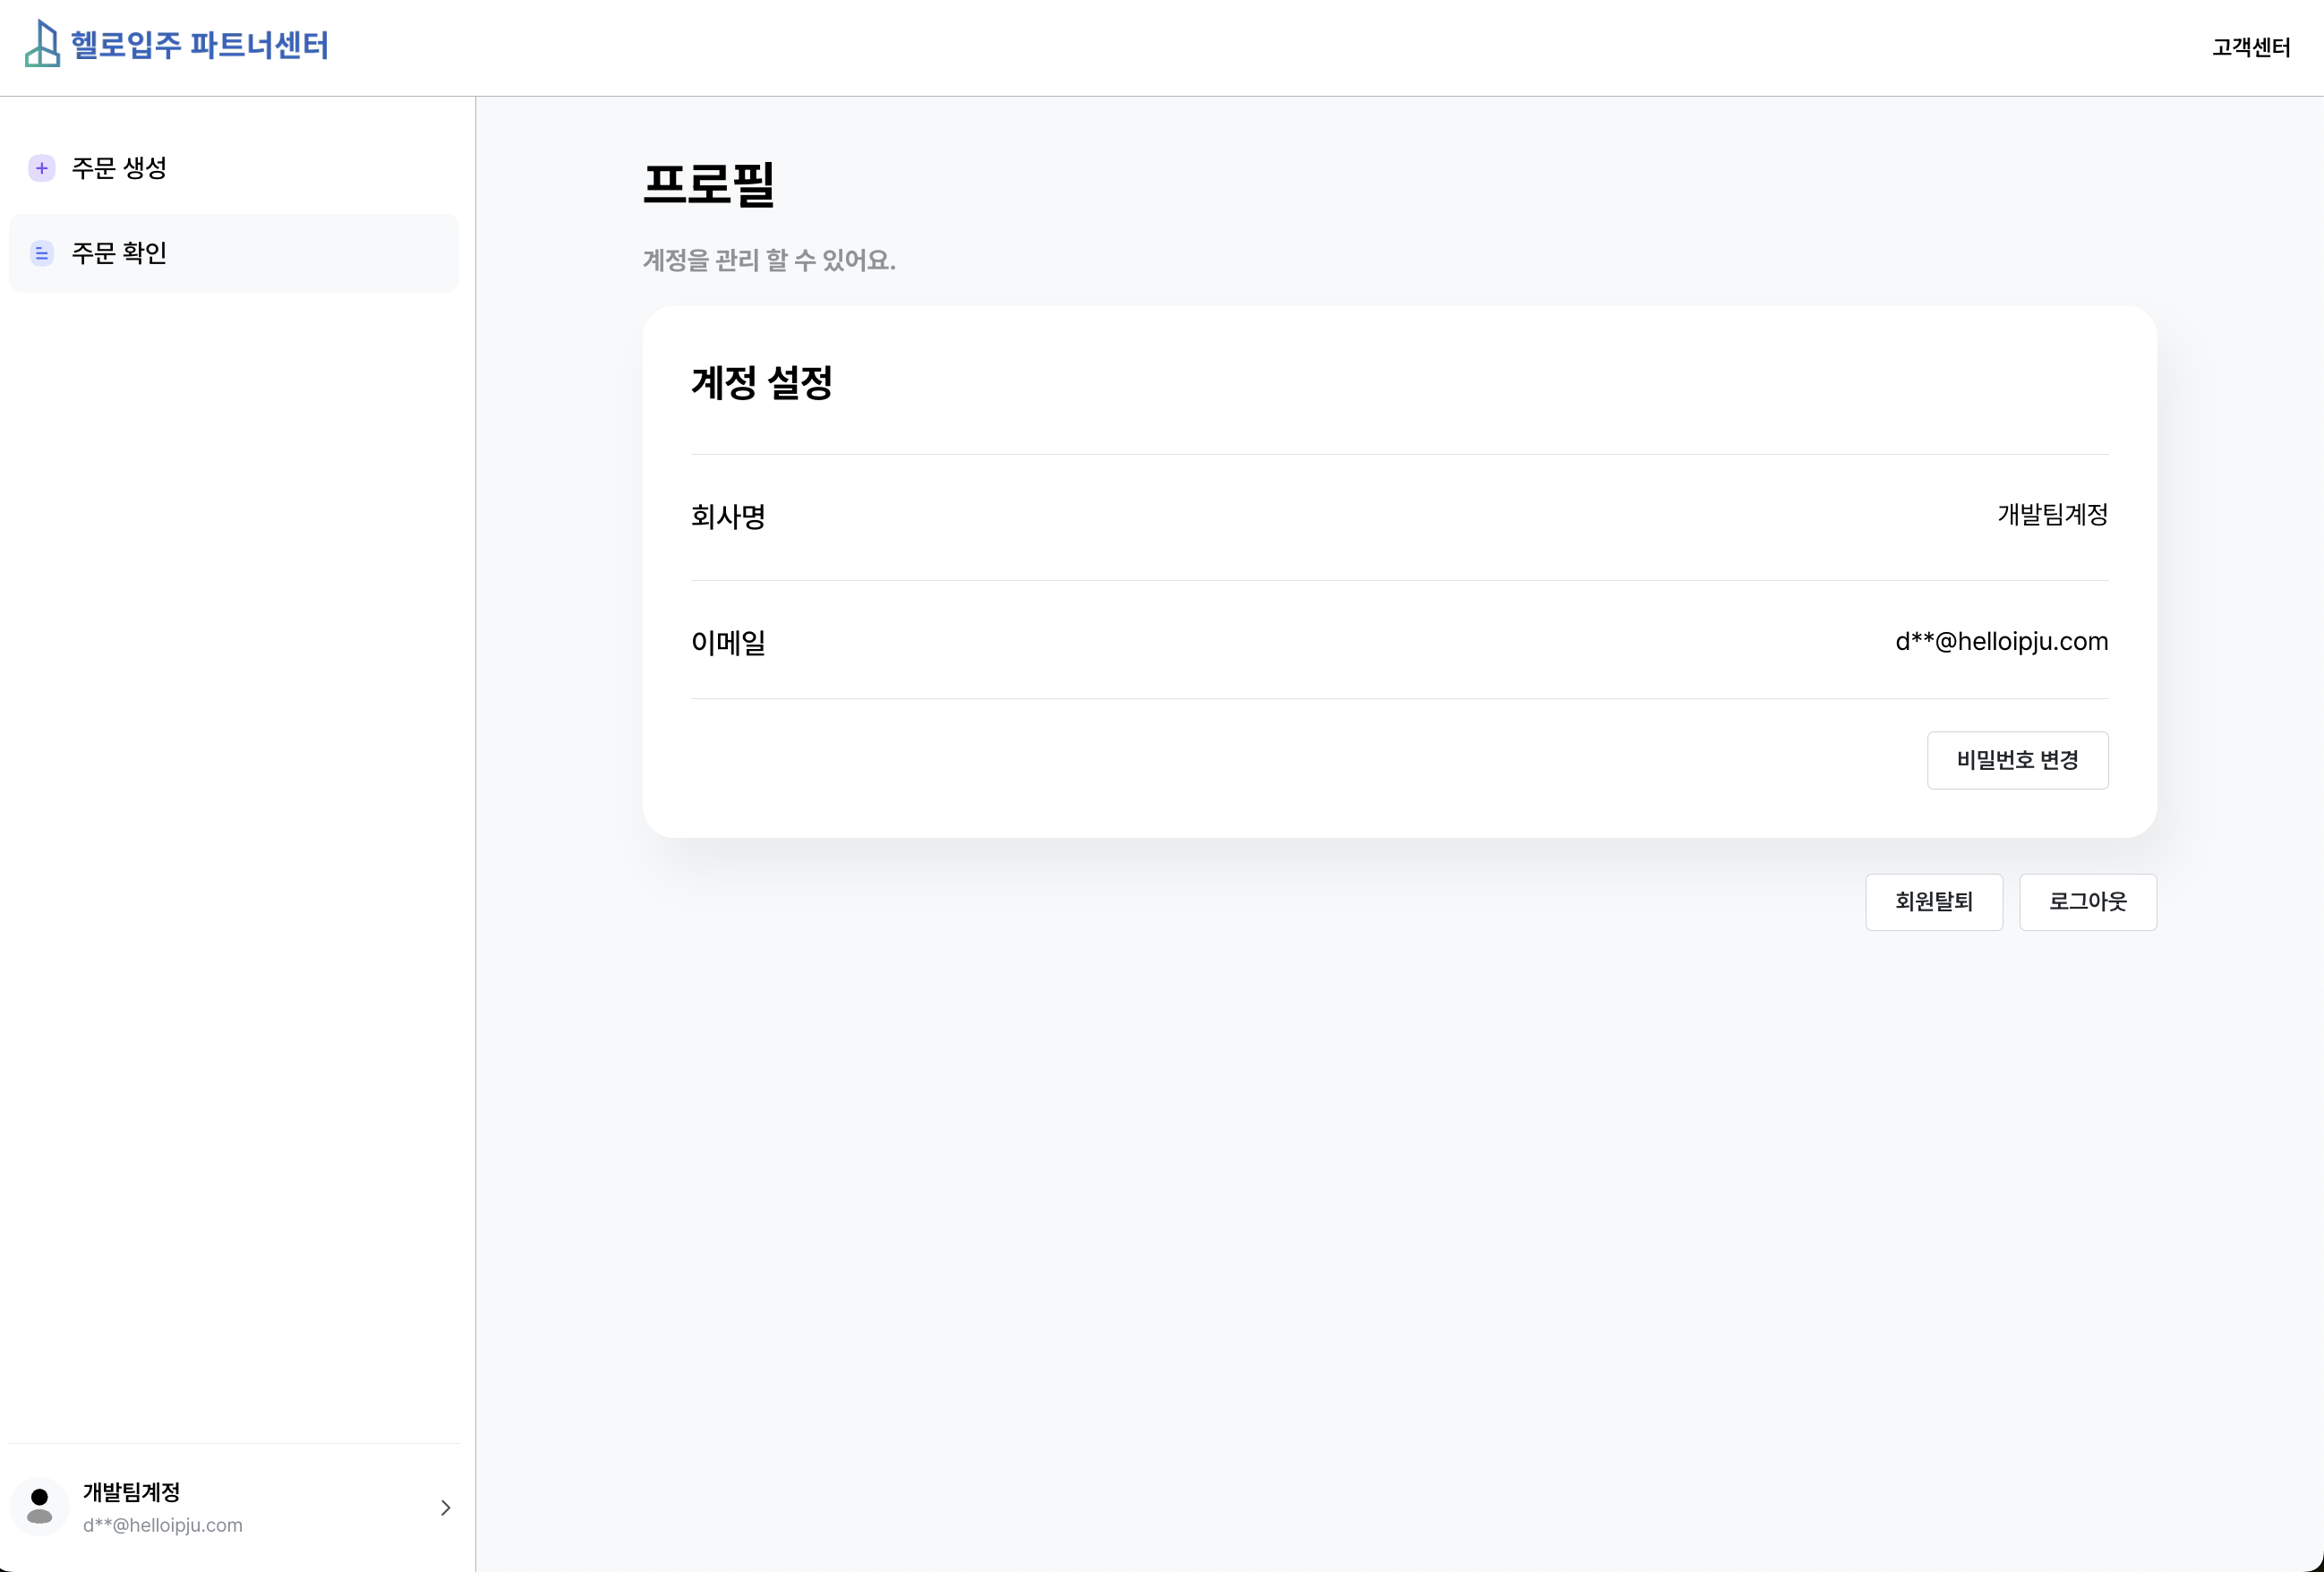 헬로입주 파트너센터
고객센터
주문 생성
주문 확인
프로필
계정을 관리 할 수 있어요.
계정 설정
회사명
개발팀계정
이메일
d**@helloipju.com
비밀번호 변경
회원탈퇴
로그아웃
개발팀계정
d**@helloipju.com